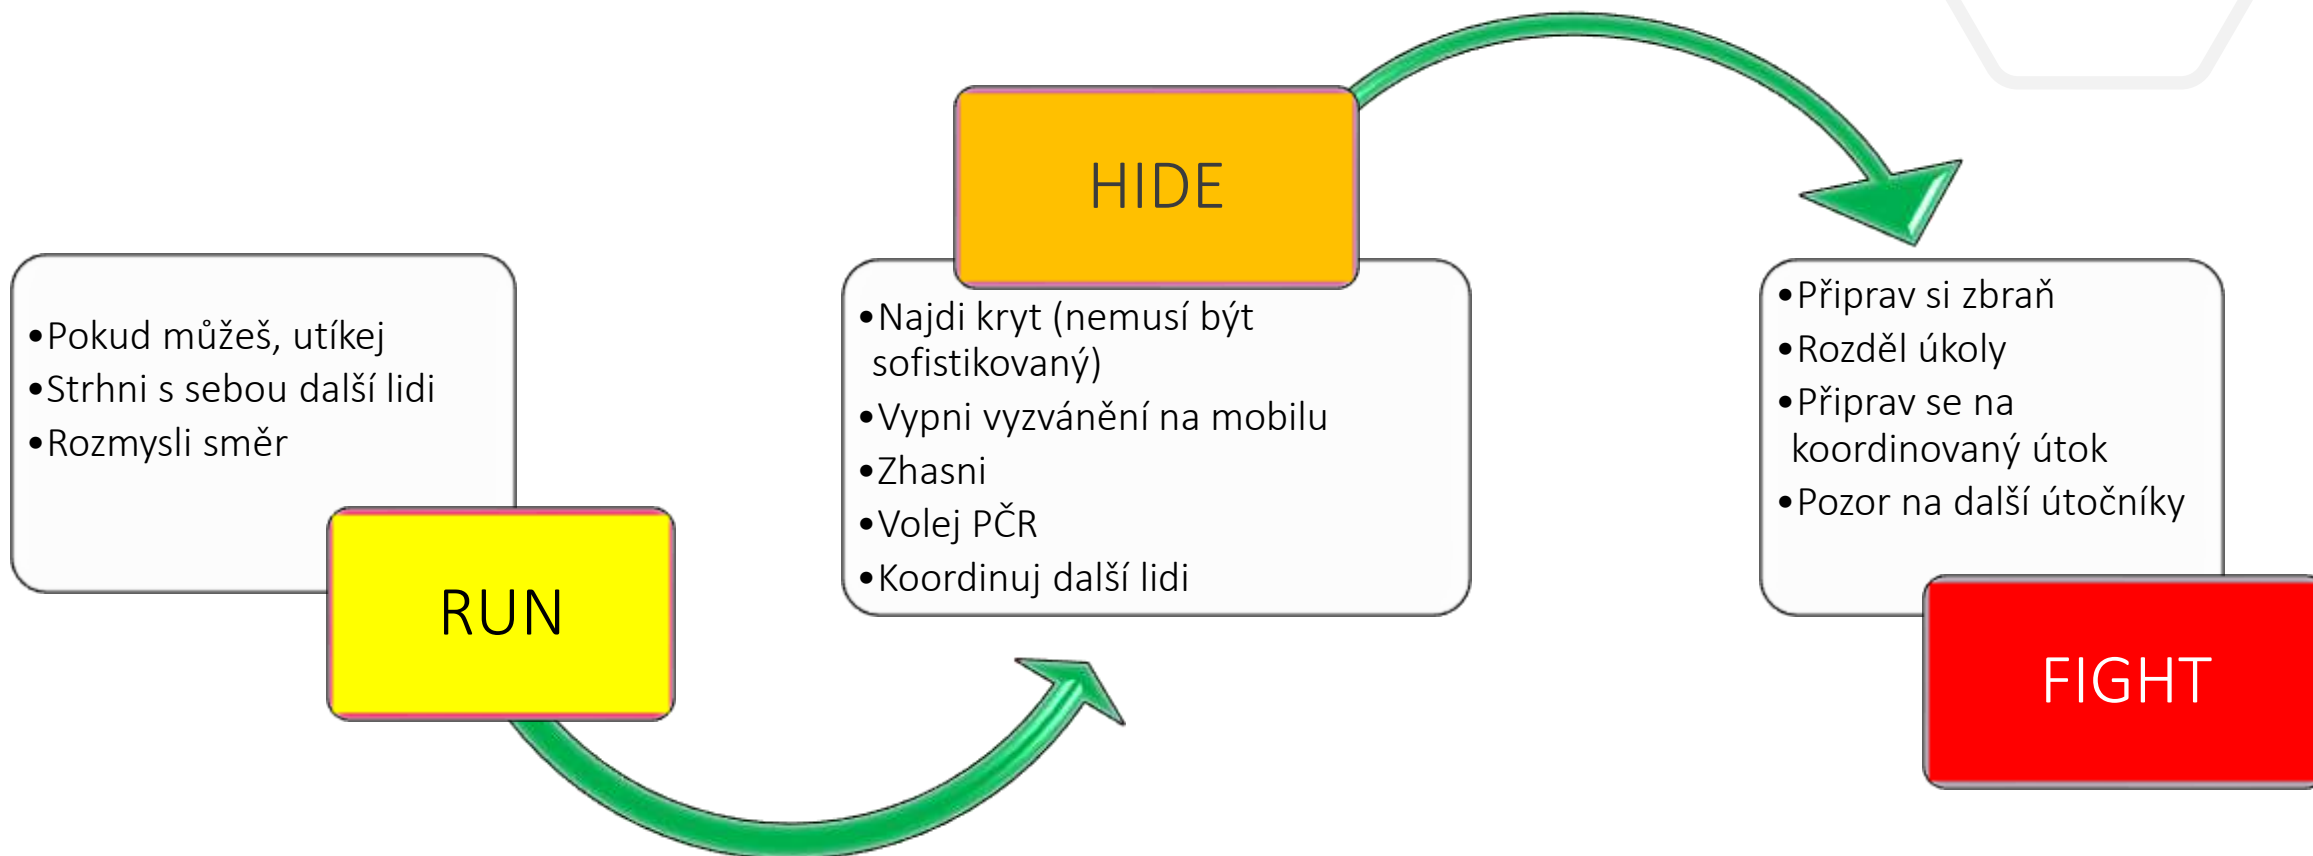 •Pokud můžeš, utíkej
•Strhni s sebou další lidi
•Rozmysli směr
RUN
HIDE
•Najdi kryt (nemusí být
sofistikovaný)
•Vypni vyzvánění na mobilu
•Zhasni
•Volej PČR
•Koordinuj další lidi
•Připrav si zbraň
•Rozděl úkoly
•Připrav se na
koordinovaný útok
•Pozor na další útočníky
FIGHT